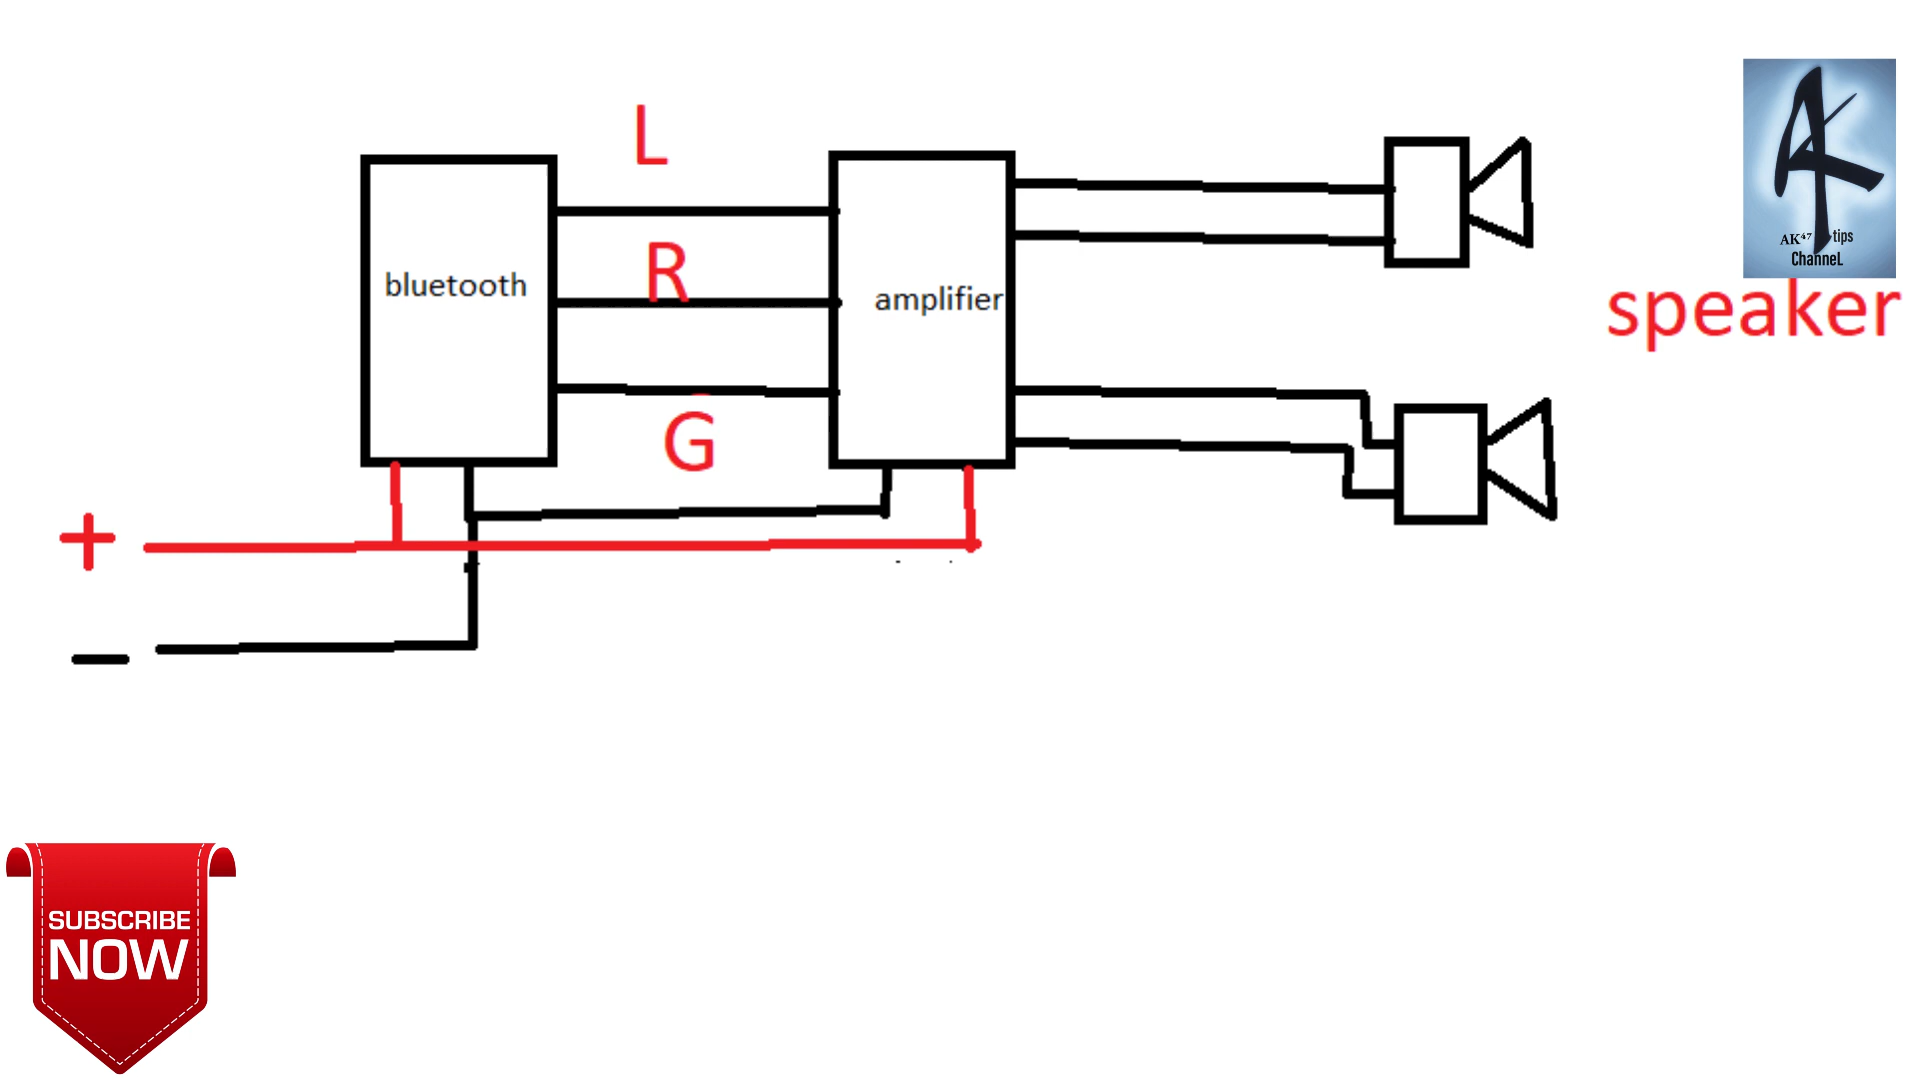 L
bluetooth
R
amplifier
G
speaker
+
−
AK47 tips
ChanneL
SUBSCRIBE
NOW